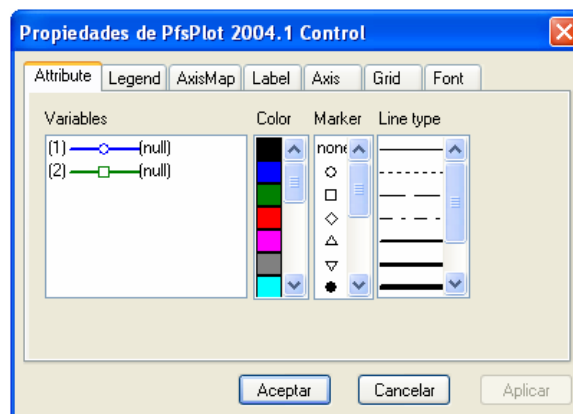 Propiedades de PfsPlot 2004.1 Control
Attribute Legend AxisMap Label Axis Grid Font
Variables Color Marker Line type
(1) (null)
(2) (null)
none
Aceptar Cancelar Aplicar